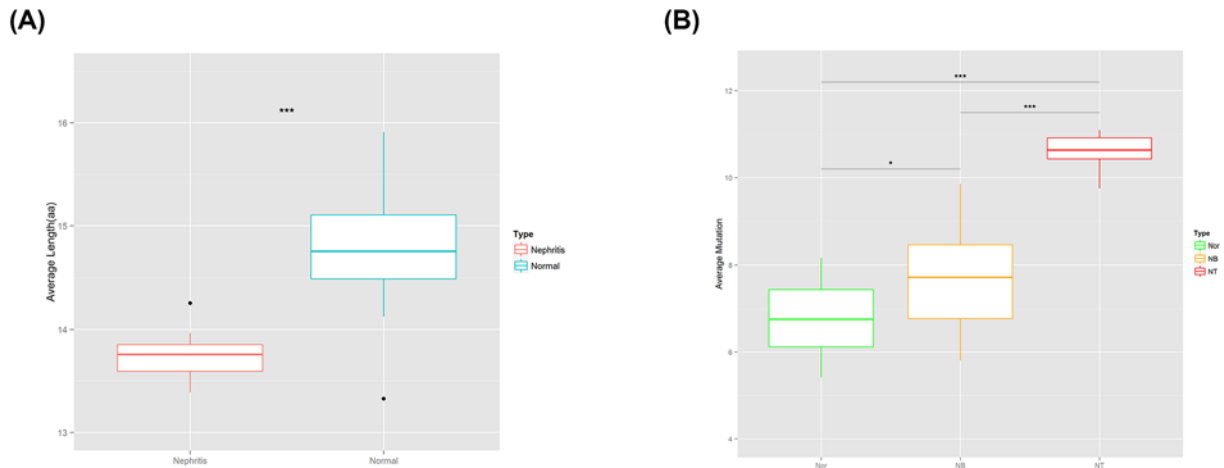 (A)
Average Length(aa)
16
15
14
13
***
Nephritis
Normal
Type
Nephritis
Normal
(B)
Average Mutation
12
10
8
6
4
***
***
*
Nor
NB
NT
Type
Nor
NB
NT